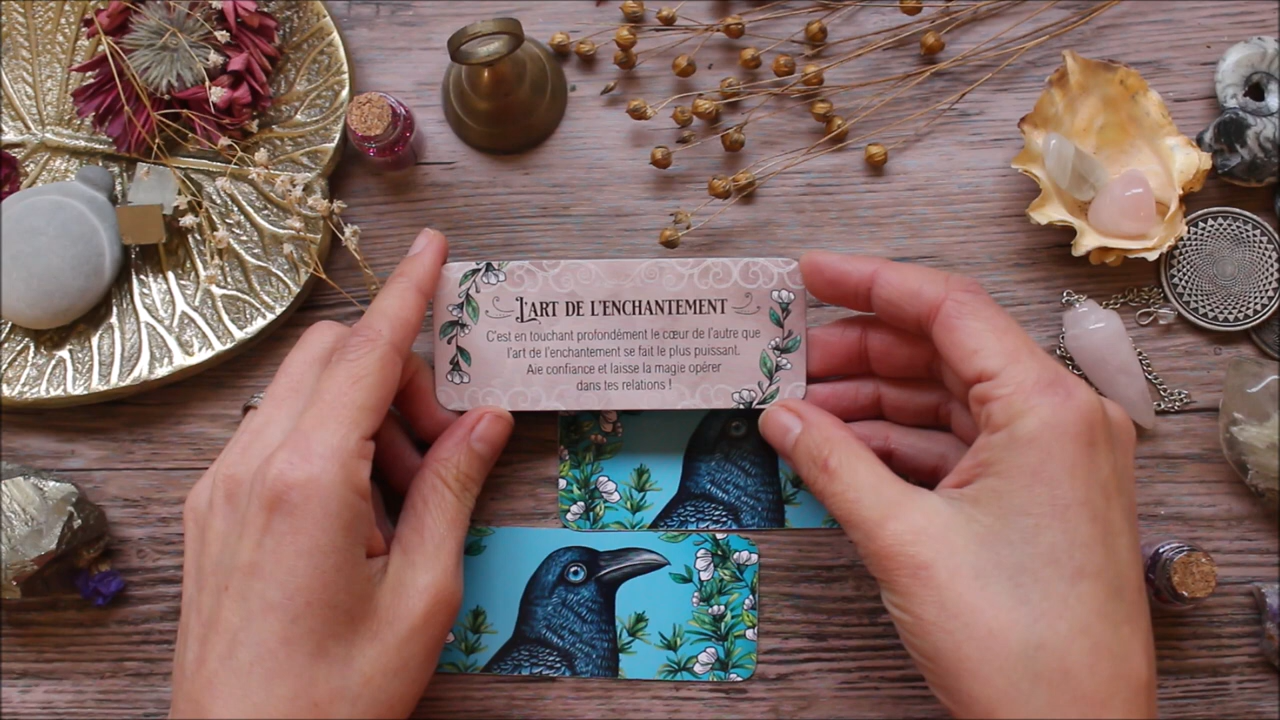 L'ART DE L'ENCHANTEMENT
C'est en touchant profondément le cœur de l'autre que
l'art de l'enchantement se fait le plus puissant.
Aie confiance et laisse la magie opérer
dans tes relations !